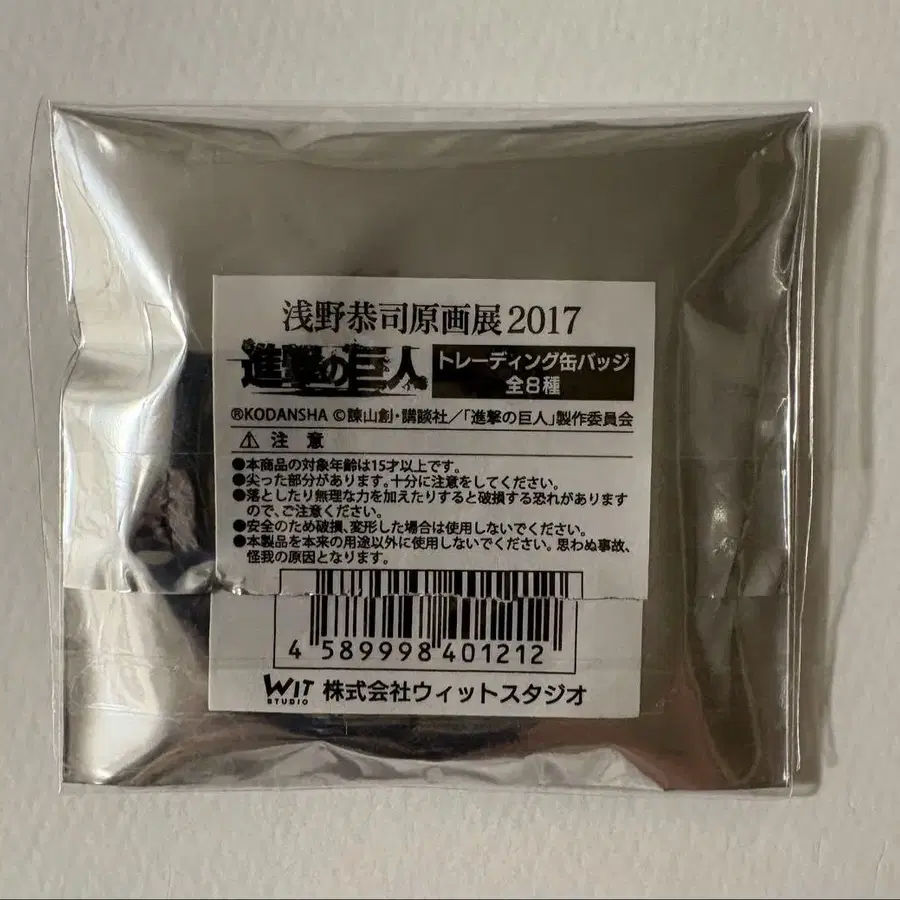 浅野恭司原画展2017
進撃の巨人
トレーディング缶バッジ
全8種
®KODANSHA ©諫山創・講談社/「進撃の巨人」製作委員会
⚠ 注 意
●本商品の対象年齢は15才以上です。
●尖った部分があります。十分に注意をしてください。
●落としたり無理な力を加えたりすると破損する恐れがあります
ので、ご注意ください。
●安全のため破損、変形した場合は使用しないでください。
●本製品を本来の用途以外に使用しないでください。思わぬ事故、
怪我の原因となります。
4 589998 401212
WIT STUDIO 株式会社ウィットスタジオ